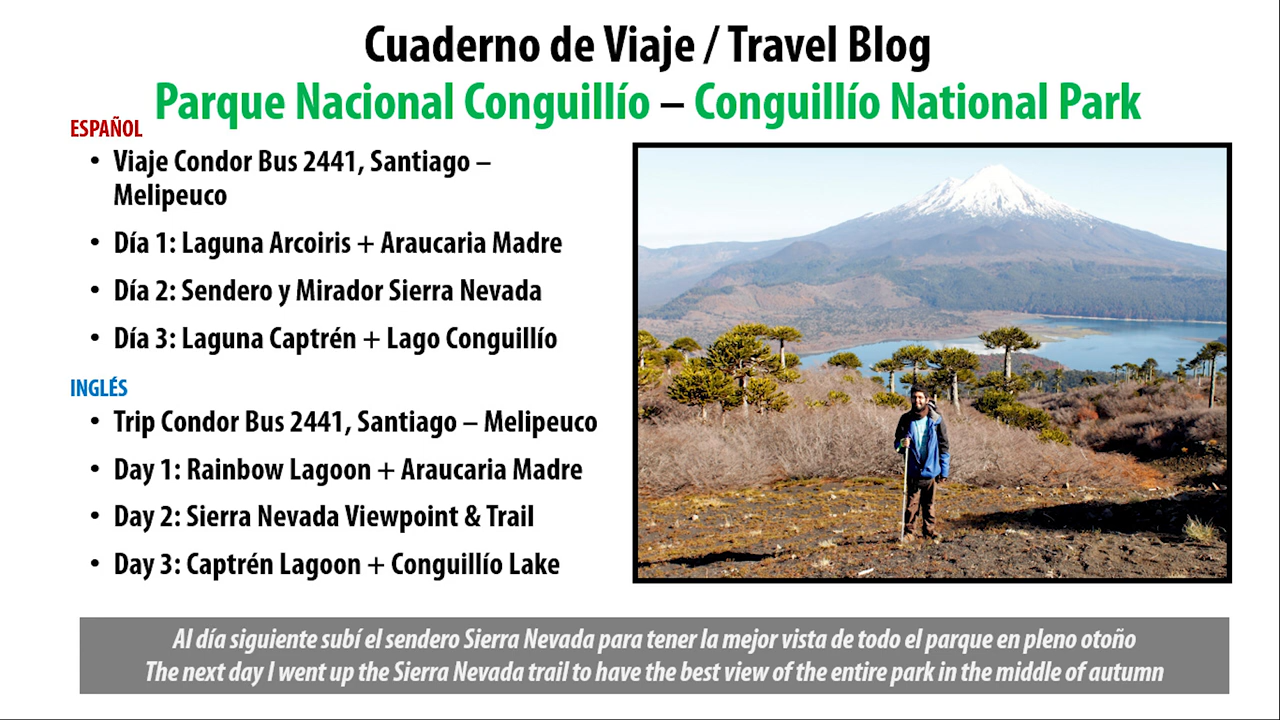 Cuaderno de Viaje / Travel Blog
Parque Nacional Conguillío – Conguillío National Park
ESPAÑOL
• Viaje Condor Bus 2441, Santiago –
Melipeuco
• Día 1: Laguna Arcoiris + Araucaria Madre
• Día 2: Sendero y Mirador Sierra Nevada
• Día 3: Laguna Captrén + Lago Conguillío
INGLÉS
• Trip Condor Bus 2441, Santiago – Melipeuco
• Day 1: Rainbow Lagoon + Araucaria Madre
• Day 2: Sierra Nevada Viewpoint & Trail
• Day 3: Captrén Lagoon + Conguillío Lake
Al día siguiente subí el sendero Sierra Nevada para tener la mejor vista de todo el parque en pleno otoño
The next day I went up the Sierra Nevada trail to have the best view of the entire park in the middle of autumn